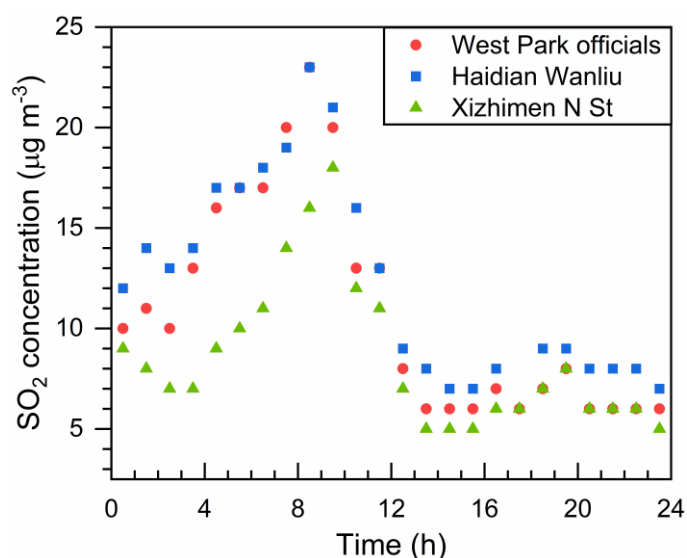 25
20
15
10
5
SO₂ concentration (μg m⁻³)
West Park officials
Haidian Wanliu
Xizhimen N St
0 4 8 12 16 20 24
Time (h)